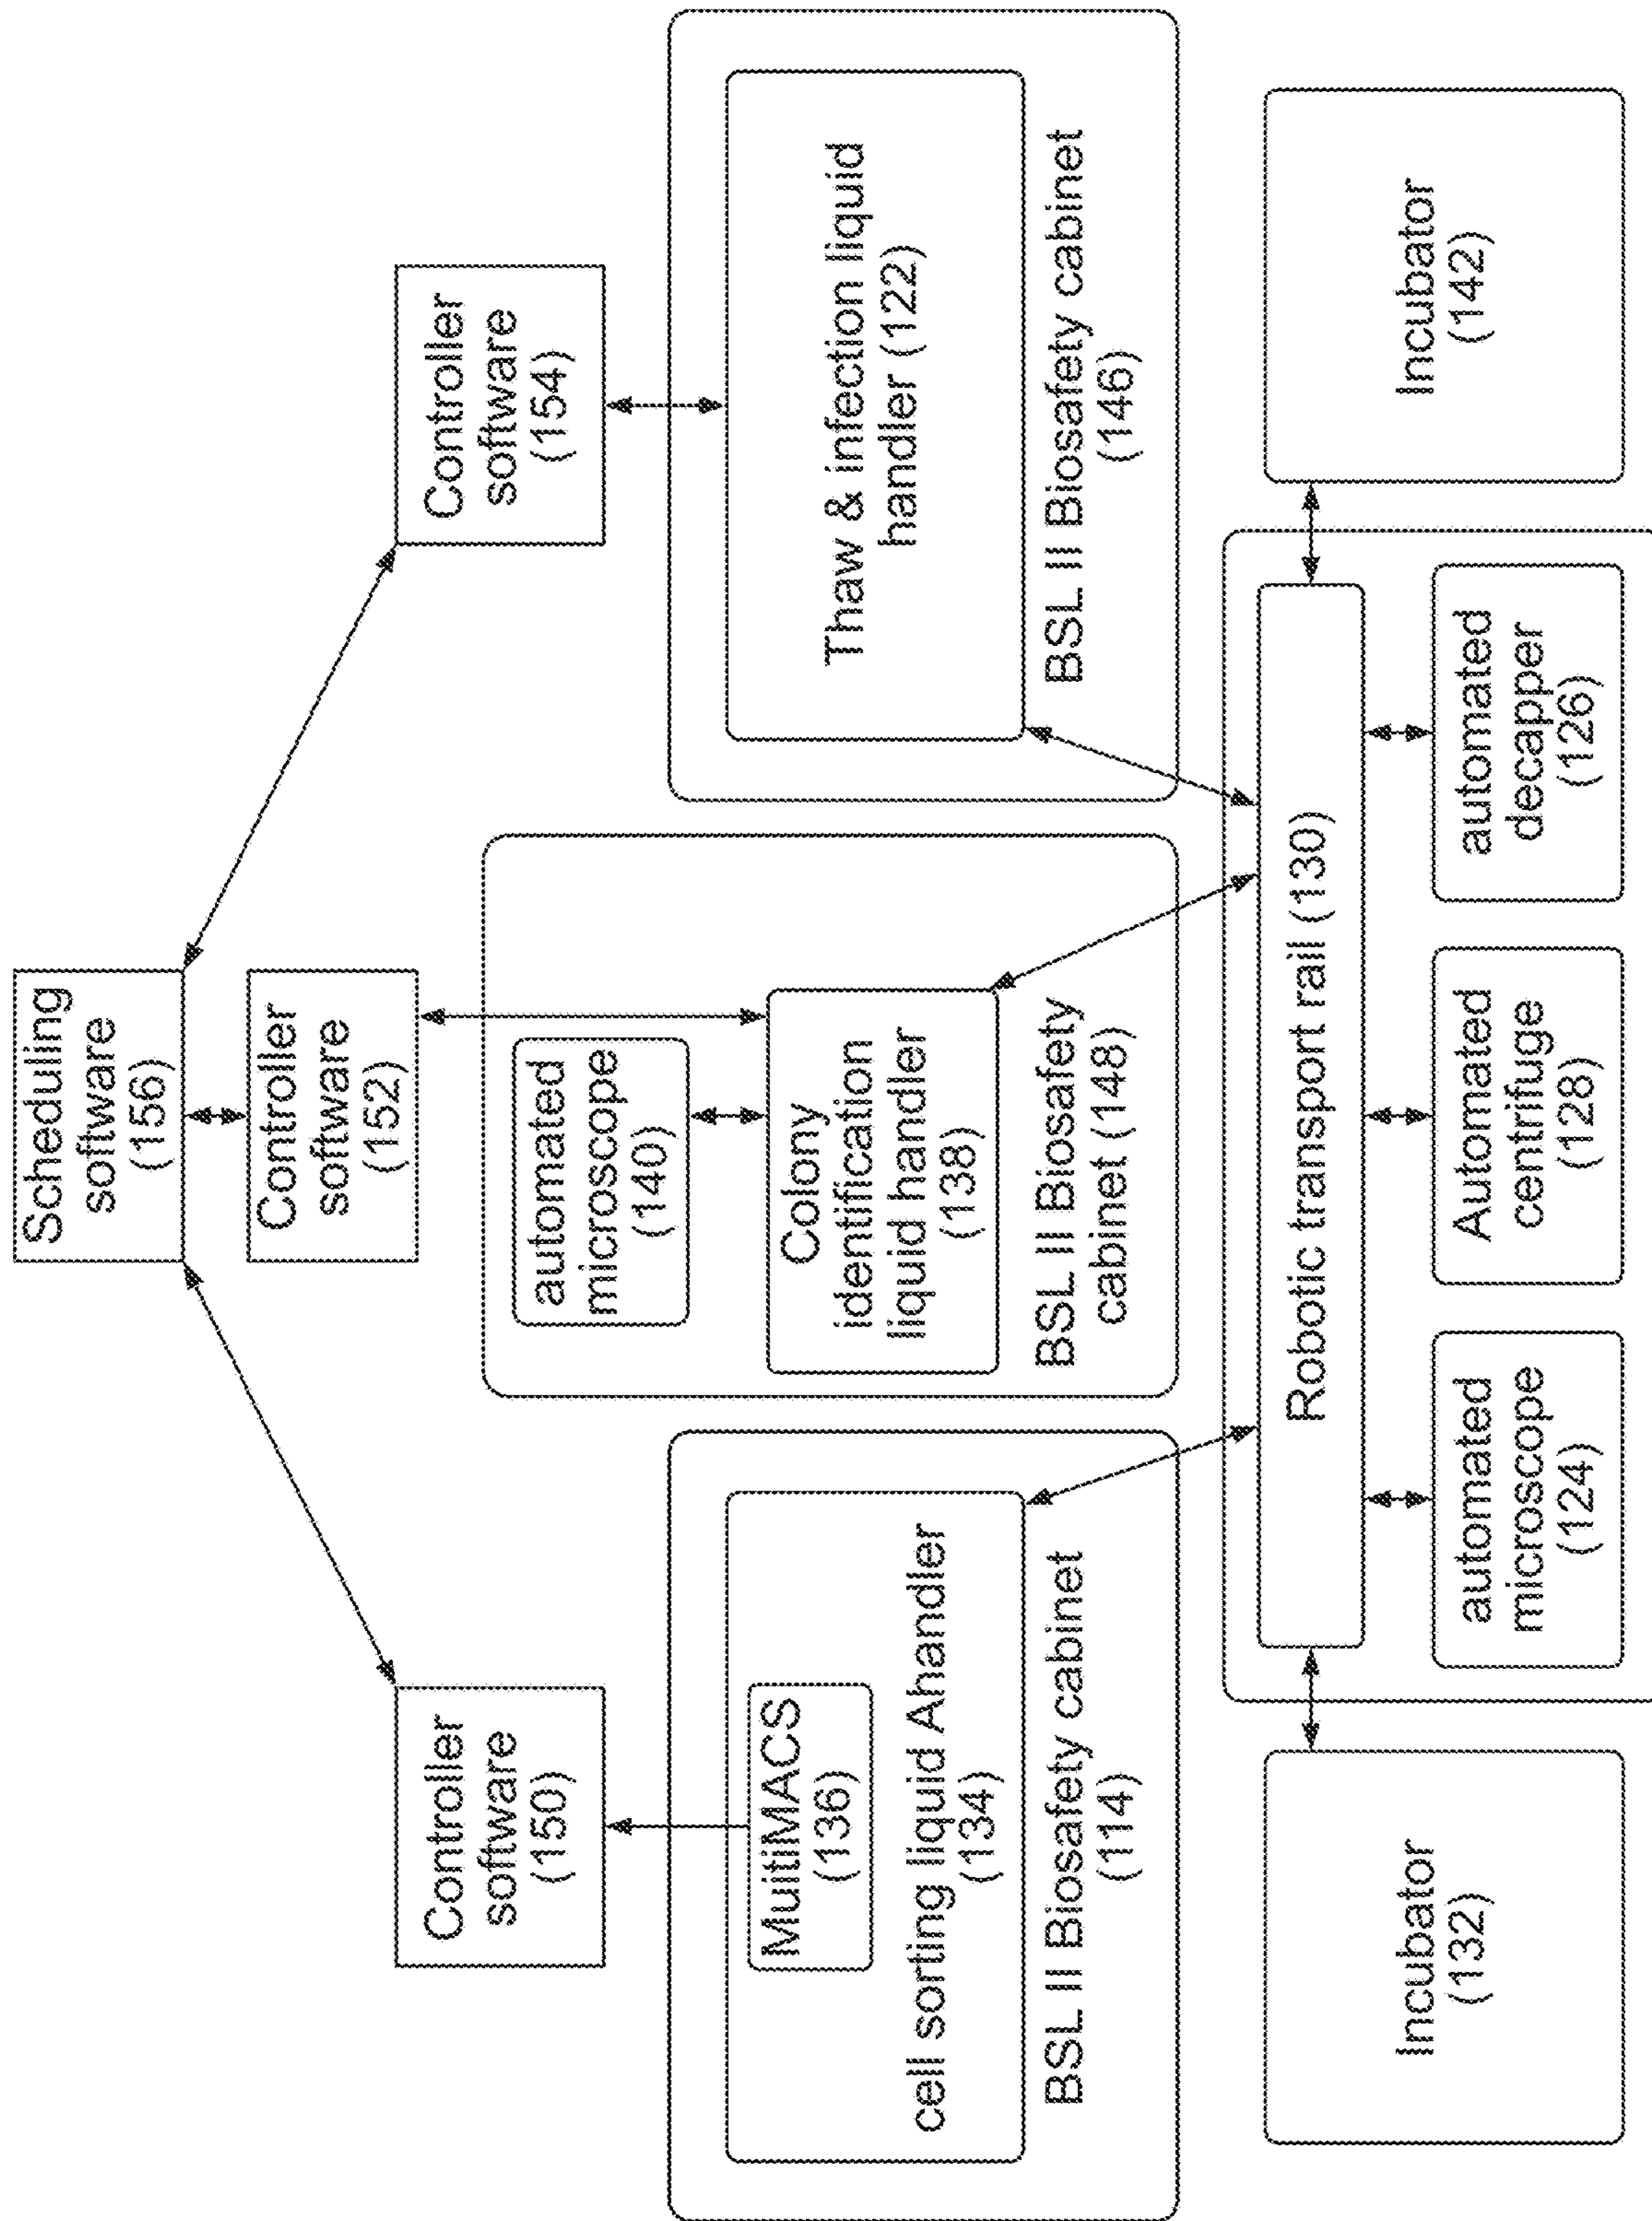 Scheduling
software
(156)
Controller
software
(150)
Controller
software
(152)
Controller
software
(154)
MuitiMACS
(136)
cell sorting liquid Ahandler
(134)
BSL II Biosafety cabinet
(114)
automated
microscope
(140)
Colony
identification
liquid handler
(138)
BSL II Biosafety
cabinet (148)
Thaw & infection liquid
handler (122)
BSL II Biosafety cabinet
(146)
Incubator
(132)
Robotic transport rail (130)
automated
microscope
(124)
Automated
centrifuge
(128)
automated
decapper
(126)
Incubator
(142)